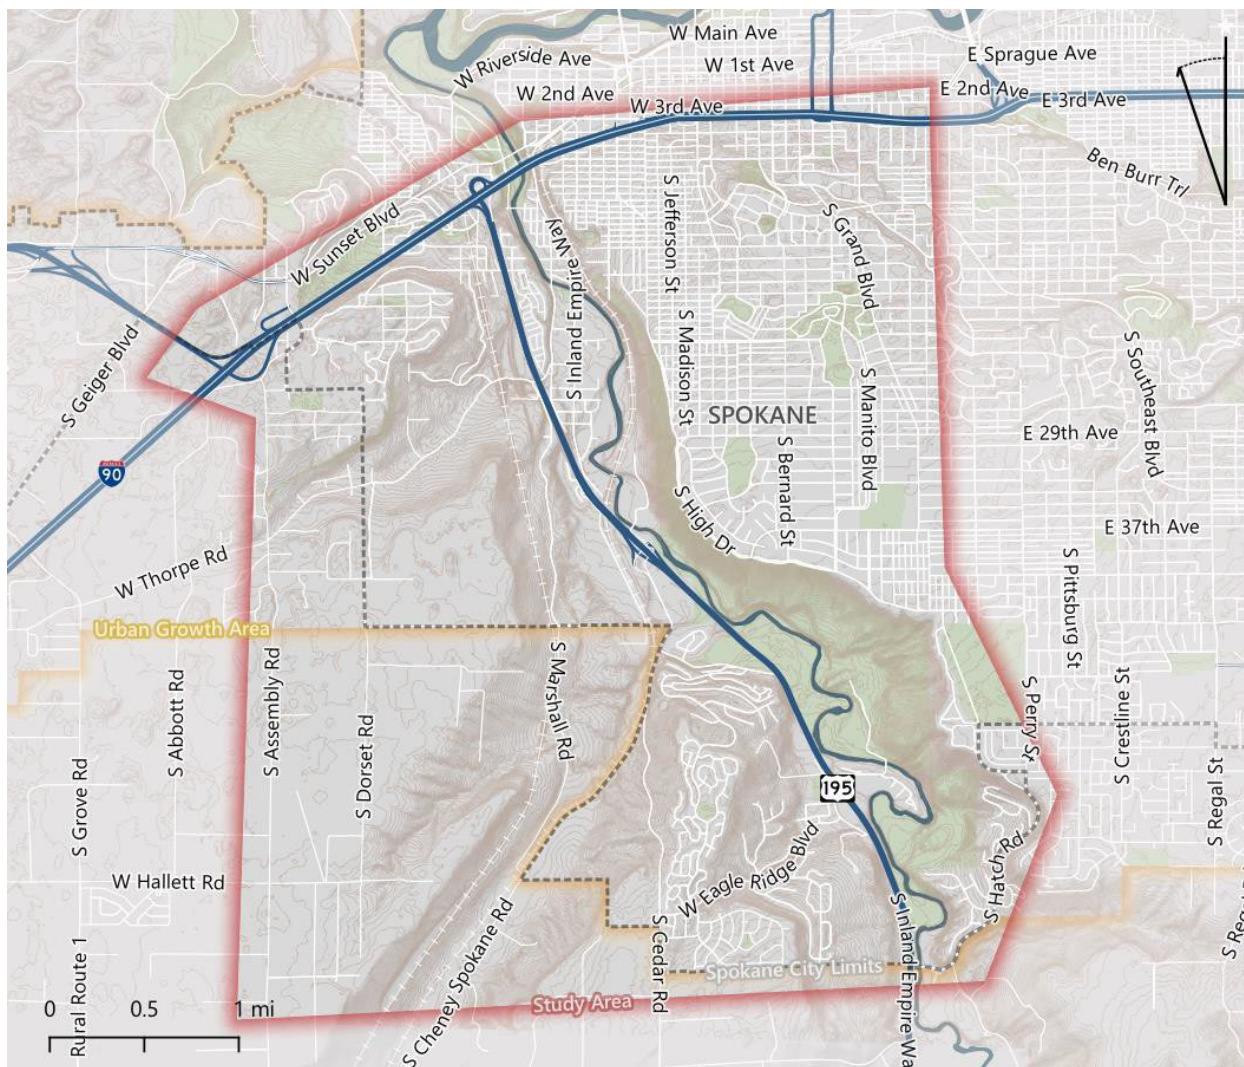 W Main Ave
W Riverside Ave
E Sprague Ave
W 1st Ave
W 2nd Ave
E 2nd Ave
W 3rd Ave
E 3rd Ave
Ben Burr Trl
S Jefferson St
S Grand Blvd
W Sunset Blvd
S Inland Empire Way
S Geiger Blvd
S Madison St
S Manito Blvd
S Southeast Blvd
SPOKANE
E 29th Ave
S Bernard St
90
S High Dr
E 37th Ave
W Thorpe Rd
S Pittsburg St
Urban Growth Area
S Marshall Rd
S Assembly Rd
S Abbott Rd
S Dorset Rd
S Perry St
S Crestline St
S Grove Rd
195
S Regal St
W Eagle Ridge Blvd
S Hatch Rd
W Hallett Rd
S Cheney Spokane Rd
S Cedar Rd
S Inland Empire Wa
S Reg
Rural Route 1
Spokane City Limits
Study Area
0 0.5 1 mi